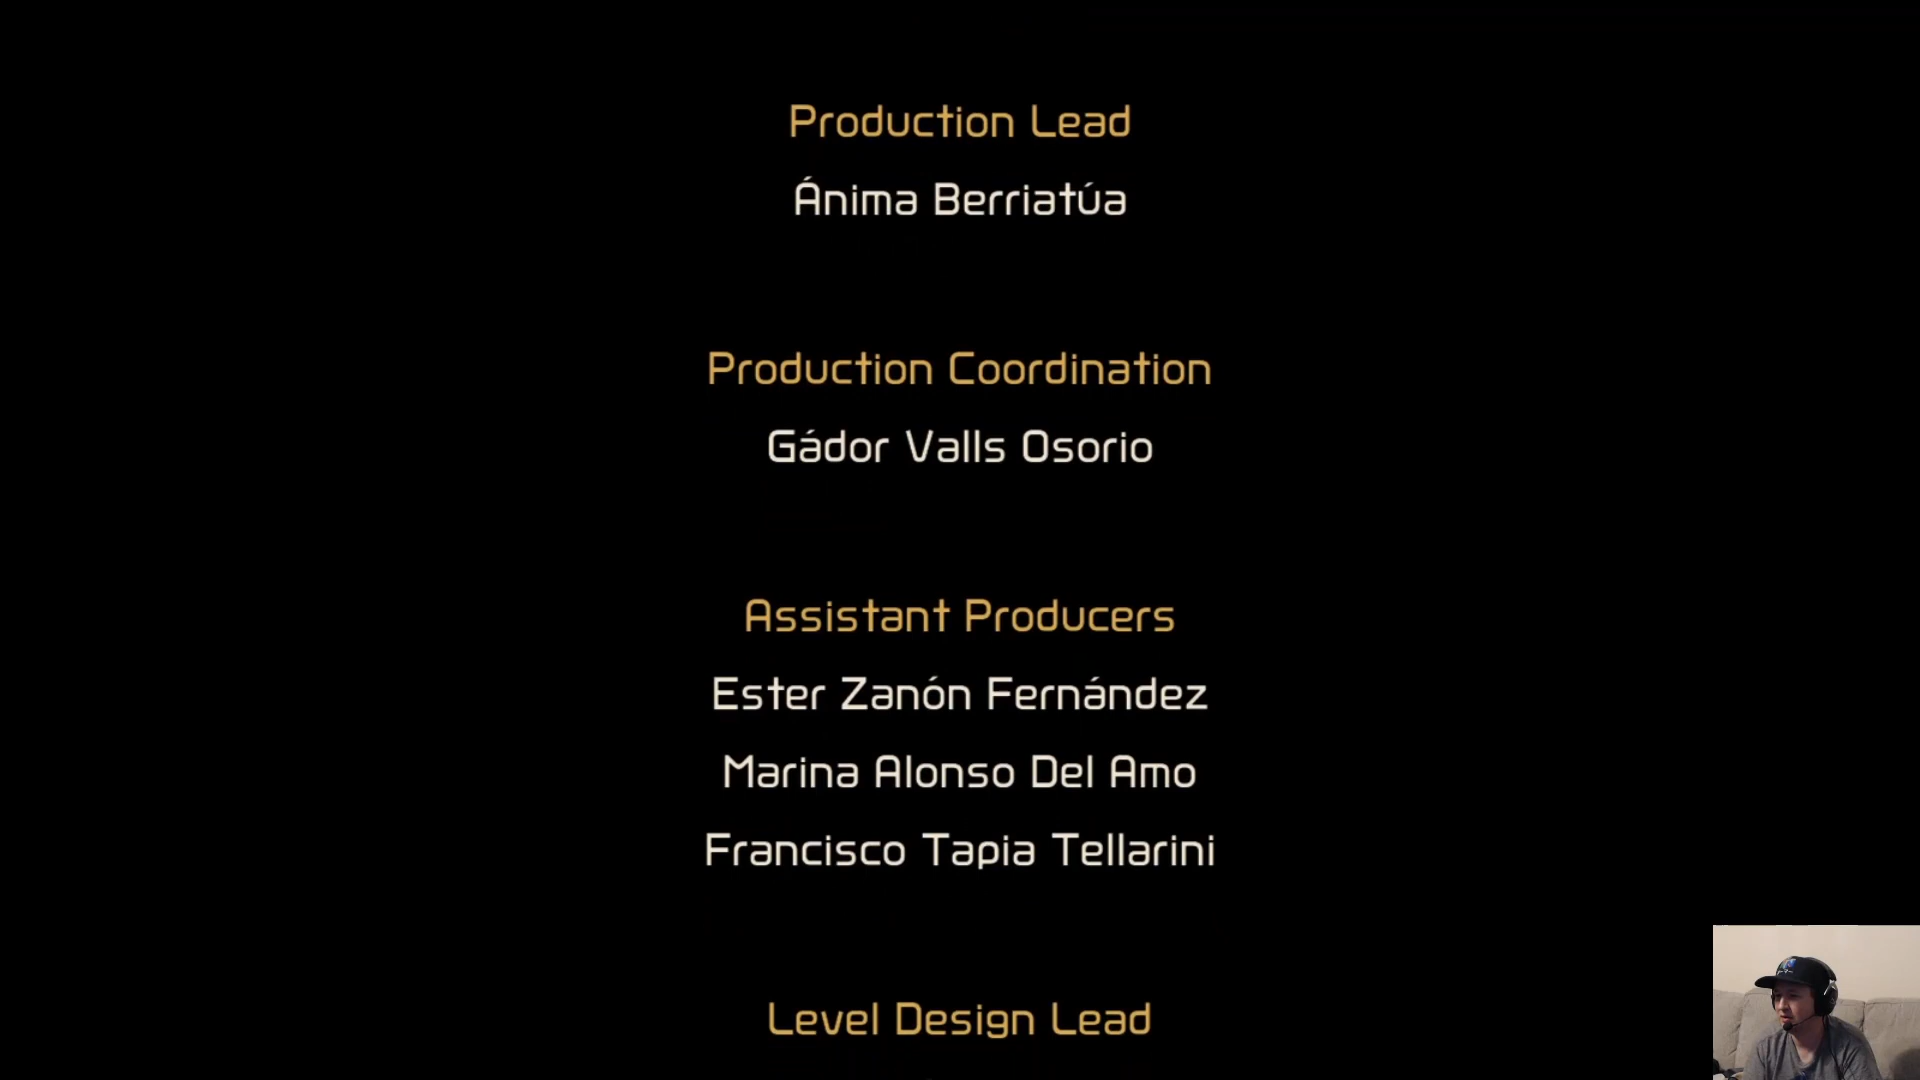 Production Lead
Ánima Berriatúa
Production Coordination
Gádor Valls Osorio
Assistant Producers
Ester Zanón Fernández
Marina Alonso Del Amo
Francisco Tapia Tellarini
Level Design Lead